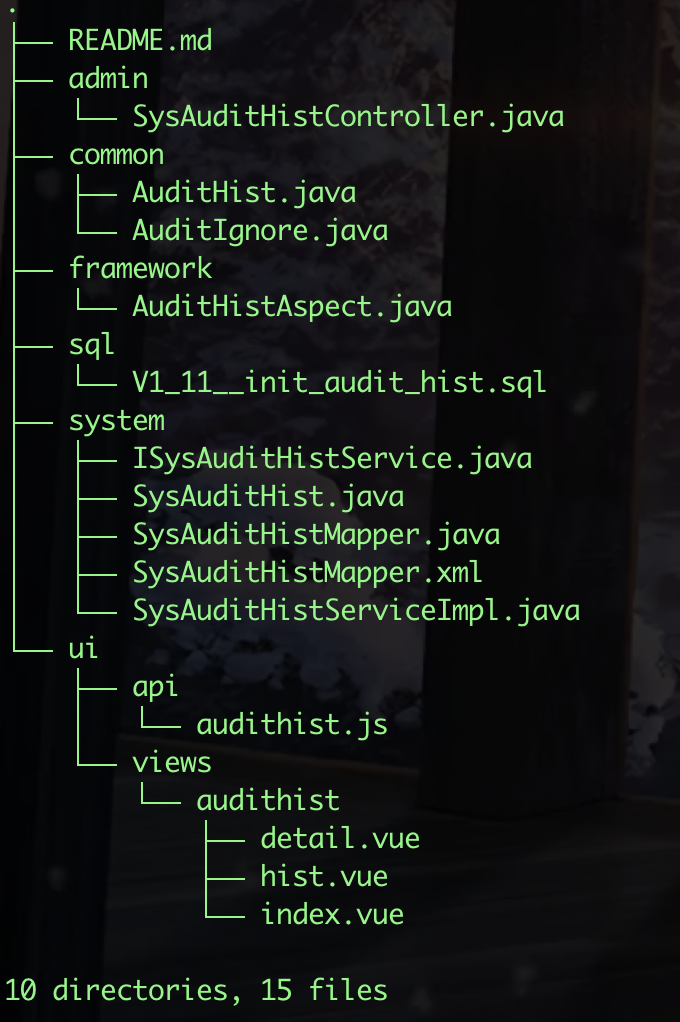 .
├── README.md
├── admin
│   └── SysAuditHistController.java
├── common
│   ├── AuditHist.java
│   └── AuditIgnore.java
├── framework
│   └── AuditHistAspect.java
├── sql
│   └── V1_11__init_audit_hist.sql
├── system
│   ├── ISysAuditHistService.java
│   ├── SysAuditHist.java
│   ├── SysAuditHistMapper.java
│   ├── SysAuditHistMapper.xml
│   └── SysAuditHistServiceImpl.java
└── ui
    ├── api
    │   └── audithist.js
    └── views
        └── audithist
            ├── detail.vue
            ├── hist.vue
            └── index.vue

10 directories, 15 files